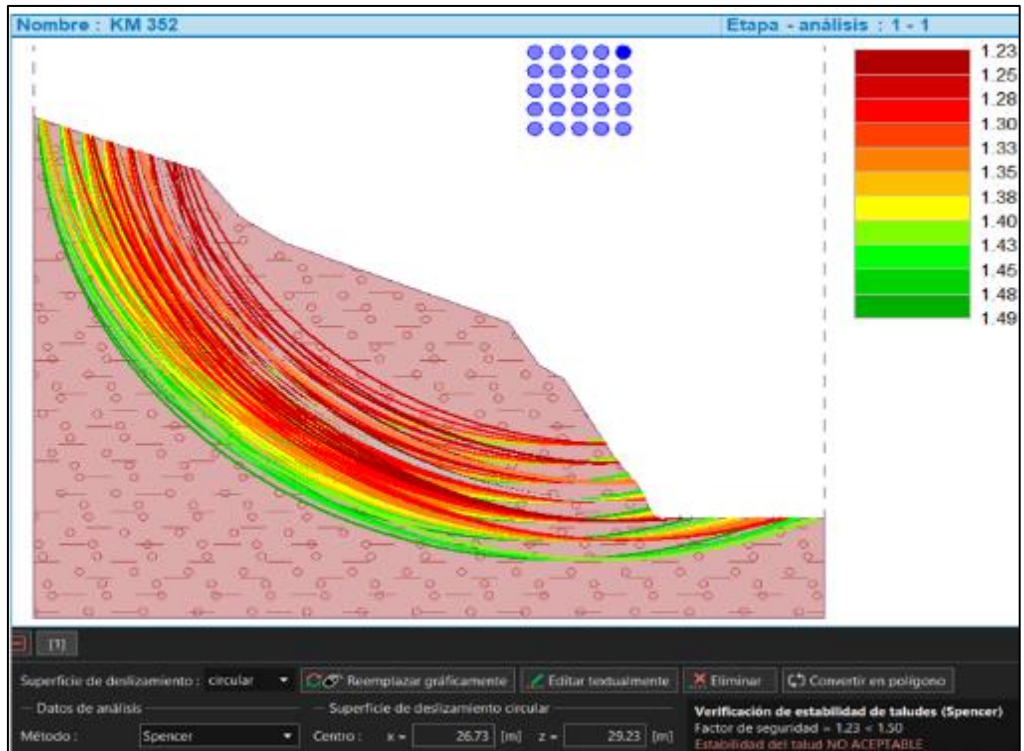 Nombre : KM 352
Etapa - análisis : 1 - 1
1.23
1.25
1.28
1.30
1.33
1.35
1.38
1.40
1.43
1.45
1.48
1.49
[1]
Superficie de deslizamiento : circular Reemplazar gráficamente Editar textualmente Eliminar Convertir en polígono
Datos de análisis Superficie de deslizamiento circular
Método : Spencer Centro : x = 26.73 [m] z = 29.23 [m]
Verificación de estabilidad de taludes (Spencer)
Factor de seguridad = 1.23 < 1.50
Estabilidad del talud NO ACEPTABLE